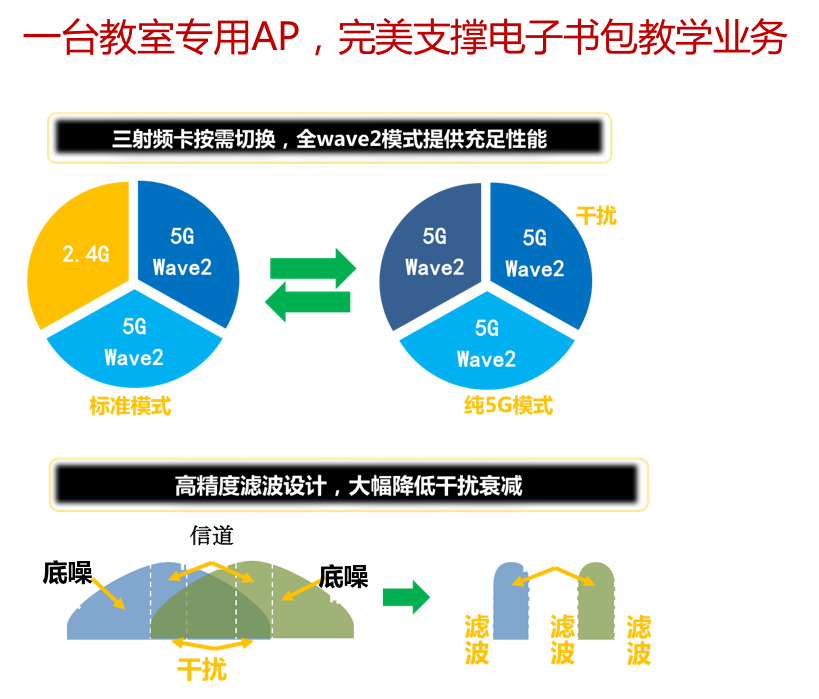 一台教室专用AP，完美支撑电子书包教学业务
三射频卡按需切换，全wave2模式提供充足性能
2.4G
5G
Wave2
5G
Wave2
标准模式
5G
Wave2
5G
Wave2
干扰
5G
Wave2
纯5G模式
高精度滤波设计，大幅降低干扰衰减
信道
底噪
底噪
干扰
滤波
滤波
滤波